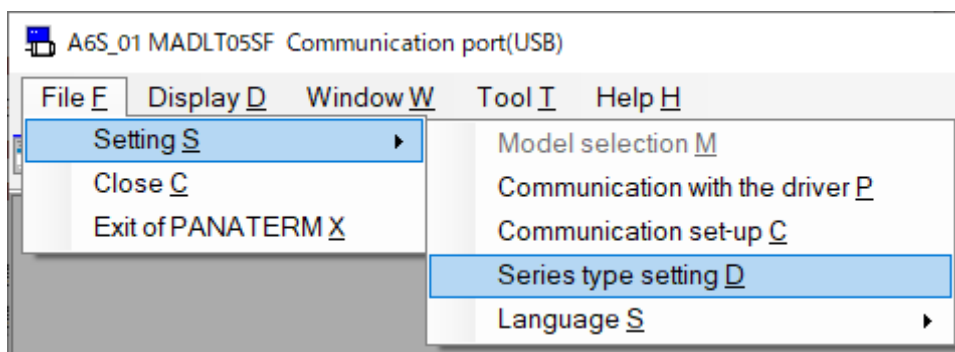 A6S_01 MADLT05SF Communication port(USB)
File F Display D Window W Tool T Help H
Setting S
Close C
Exit of PANATERM X
Model selection M
Communication with the driver P
Communication set-up C
Series type setting D
Language S